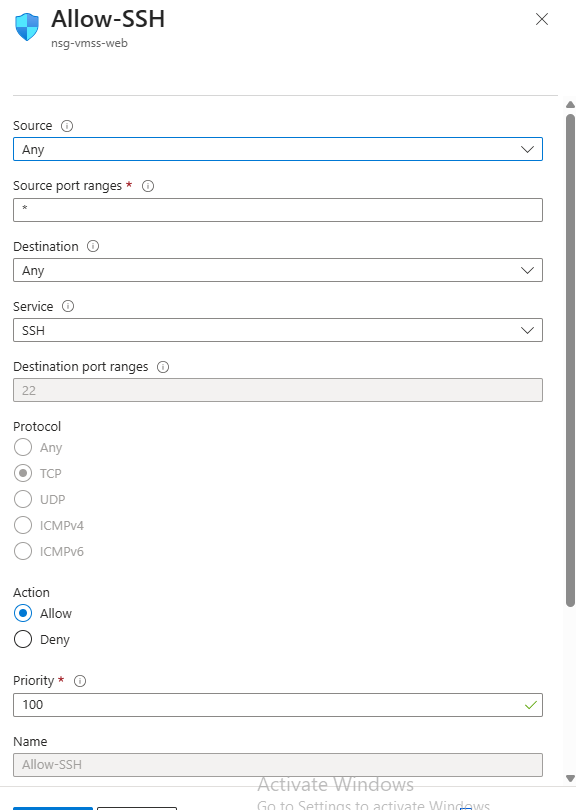 Allow-SSH
nsg-vmss-web
Source
Any
Source port ranges *
*
Destination
Any
Service
SSH
Destination port ranges
22
Protocol
Any
TCP
UDP
ICMPv4
ICMPv6
Action
Allow
Deny
Priority *
100
Name
Allow-SSH
Activate Windows
Go to Settings to activate Windows.